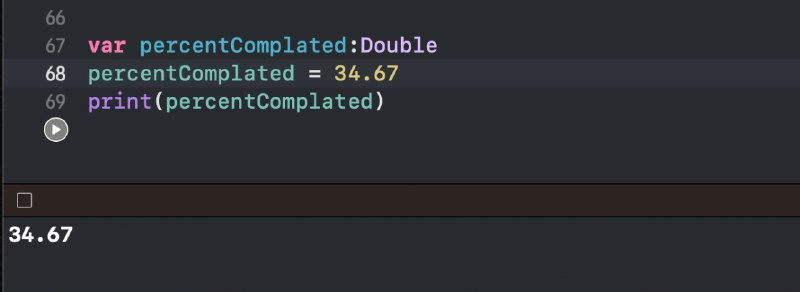 66
67 var percentComplated:Double
68 percentComplated = 34.67
69 print(percentComplated)
34.67